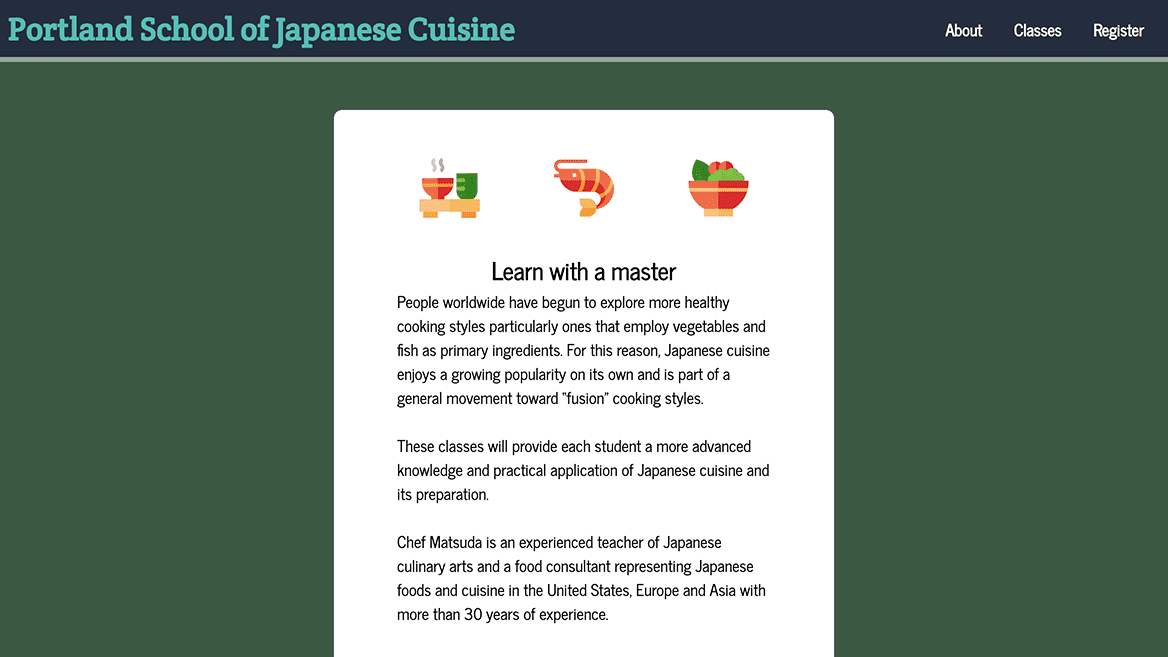 Portland School of Japanese Cuisine
About Classes Register
Learn with a master
People worldwide have begun to explore more healthy
cooking styles particularly ones that employ vegetables and
fish as primary ingredients. For this reason, Japanese cuisine
enjoys a growing popularity on its own and is part of a
general movement toward "fusion" cooking styles.
These classes will provide each student a more advanced
knowledge and practical application of Japanese cuisine and
its preparation.
Chef Matsuda is an experienced teacher of Japanese
culinary arts and a food consultant representing Japanese
foods and cuisine in the United States, Europe and Asia with
more than 30 years of experience.